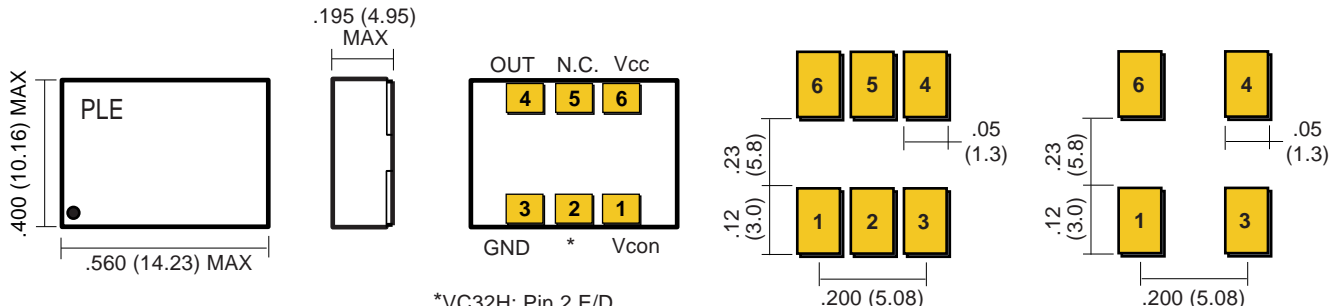 .195 (4.95)
MAX
.400 (10.16) MAX
PLE
.560 (14.23) MAX
OUT N.C. Vcc
4 5 6
3 2 1
GND * Vcon
*VC32H: Pin 2 E/D
6 5 4
.23
(5.8)
.05
(1.3)
.12
(3.0)
1 2 3
.200 (5.08)
6 4
.23
(5.8)
.05
(1.3)
.12
(3.0)
1 3
.200 (5.08)